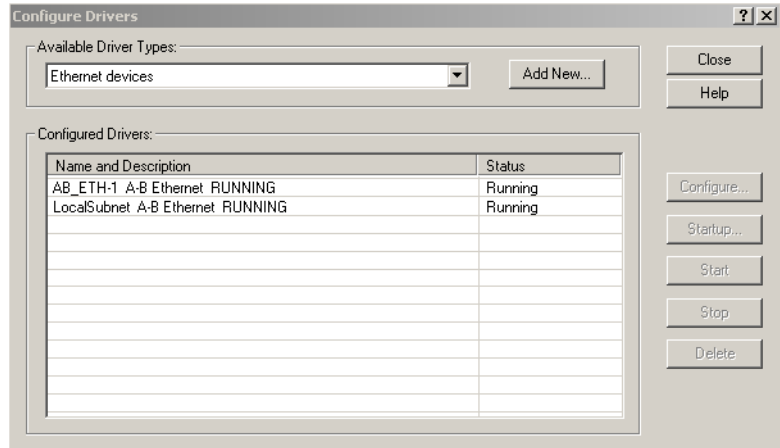 Configure Drivers
Available Driver Types:
Ethernet devices
Add New...
Close
Help
Configured Drivers:
Name and Description Status
AB_ETH-1 A-B Ethernet RUNNING Running
LocalSubnet A-B Ethernet RUNNING Running
Configure...
Startup...
Start
Stop
Delete